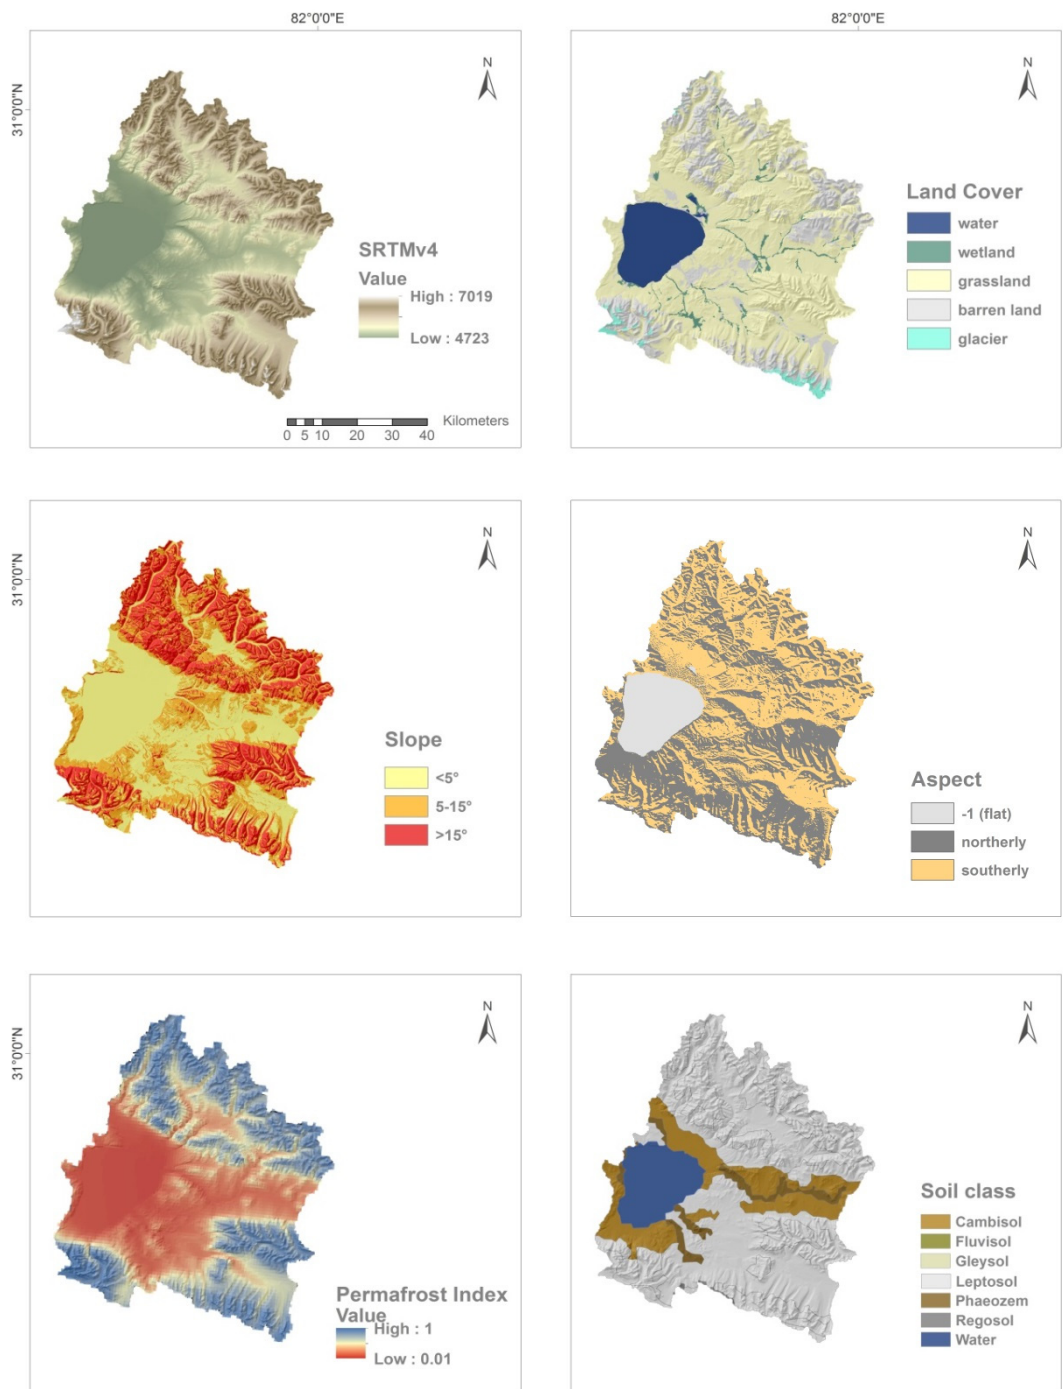 82°0'0"E
82°0'0"E
31°0'0"N
N
SRTMv4
Value
High : 7019
Low : 4723
Kilometers
0 5 10 20 30 40
N
Land Cover
water
wetland
grassland
barren land
glacier
31°0'0"N
N
Slope
<5°
5-15°
>15°
N
Aspect
-1 (flat)
northerly
southerly
31°0'0"N
N
Permafrost Index
Value
High : 1
Low : 0.01
N
Soil class
Cambisol
Fluvisol
Gleysol
Leptosol
Phaeozem
Regosol
Water